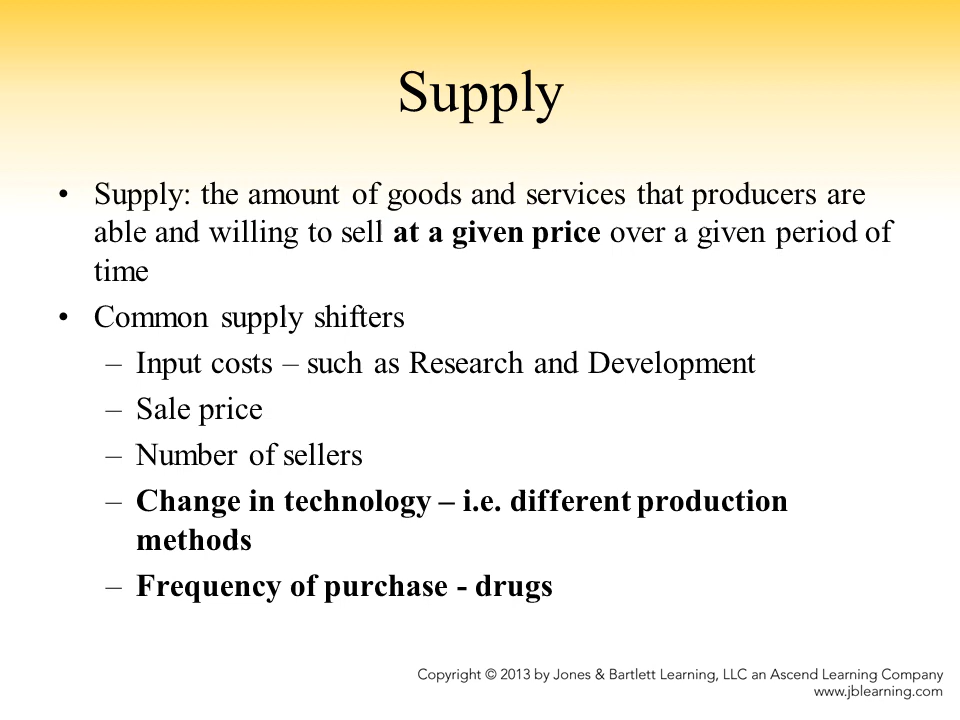 Supply
• Supply: the amount of goods and services that producers are
able and willing to sell at a given price over a given period of
time
• Common supply shifters
– Input costs – such as Research and Development
– Sale price
– Number of sellers
– Change in technology – i.e. different production
methods
– Frequency of purchase - drugs
Copyright © 2013 by Jones & Bartlett Learning, LLC an Ascend Learning Company
www.jblearning.com